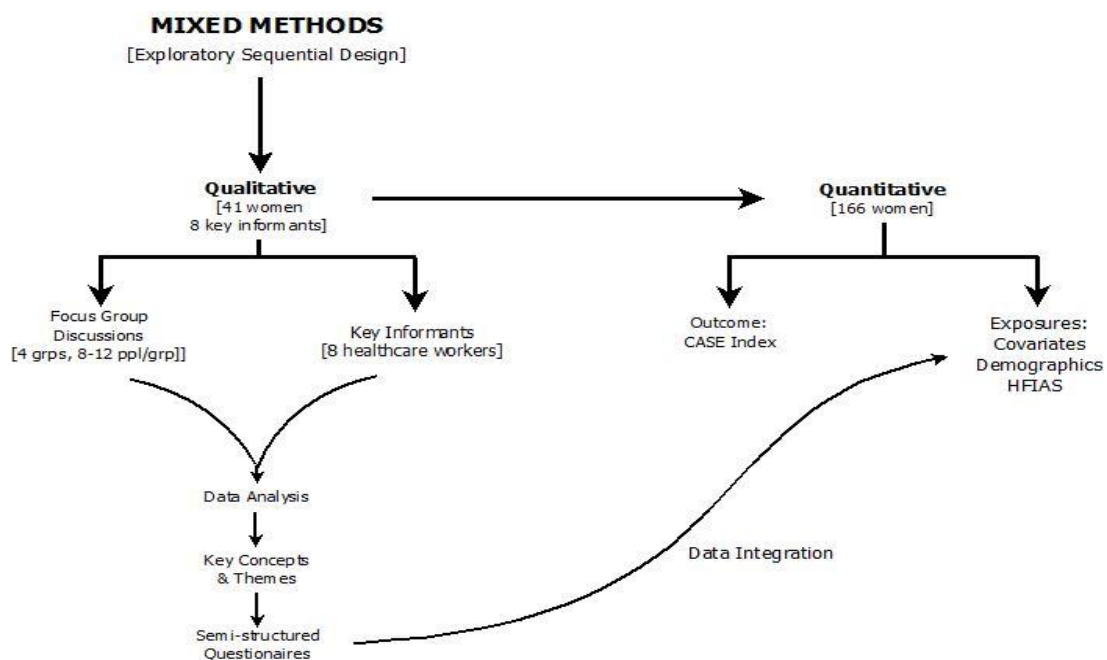 MIXED METHODS
[Exploratory Sequential Design]
Qualitative
[41 women
8 key informants]
Quantitative
[166 women]
Focus Group
Discussions
[4 grps, 8-12 ppl/grp]]
Key Informants
[8 healthcare workers]
Outcome:
CASE Index
Exposures:
Covariates
Demographics
HFIAS
Data Analysis
Key Concepts
& Themes
Semi-structured
Questionaires
Data Integration